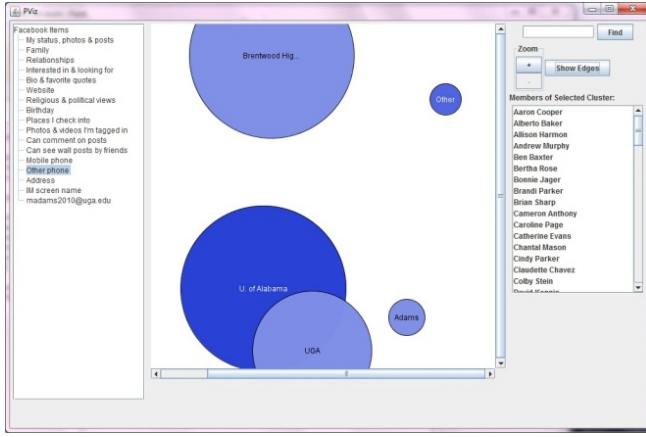 PViz
Facebook Items
My status, photos & posts
Family
Relationships
Interested in & looking for
Bio & favorite quotes
Website
Religious & political views
Birthday
Places I check into
Photos & videos I'm tagged in
Can comment on posts
Can see wall posts by friends
Mobile phone
Other phone
Address
IM screen name
madams2010@uga.edu
Brentwood Hig...
Other
U. of Alabama
Adams
UGA
Find
Zoom
+
-
Show Edges
Members of Selected Cluster:
Aaron Cooper
Alberto Baker
Allison Harmon
Andrew Murphy
Ben Baxter
Bertha Rose
Bonnie Jager
Brandi Parker
Brian Sharp
Cameron Anthony
Caroline Page
Catherine Evans
Chantal Mason
Cindy Parker
Claudette Chavez
Colby Stein